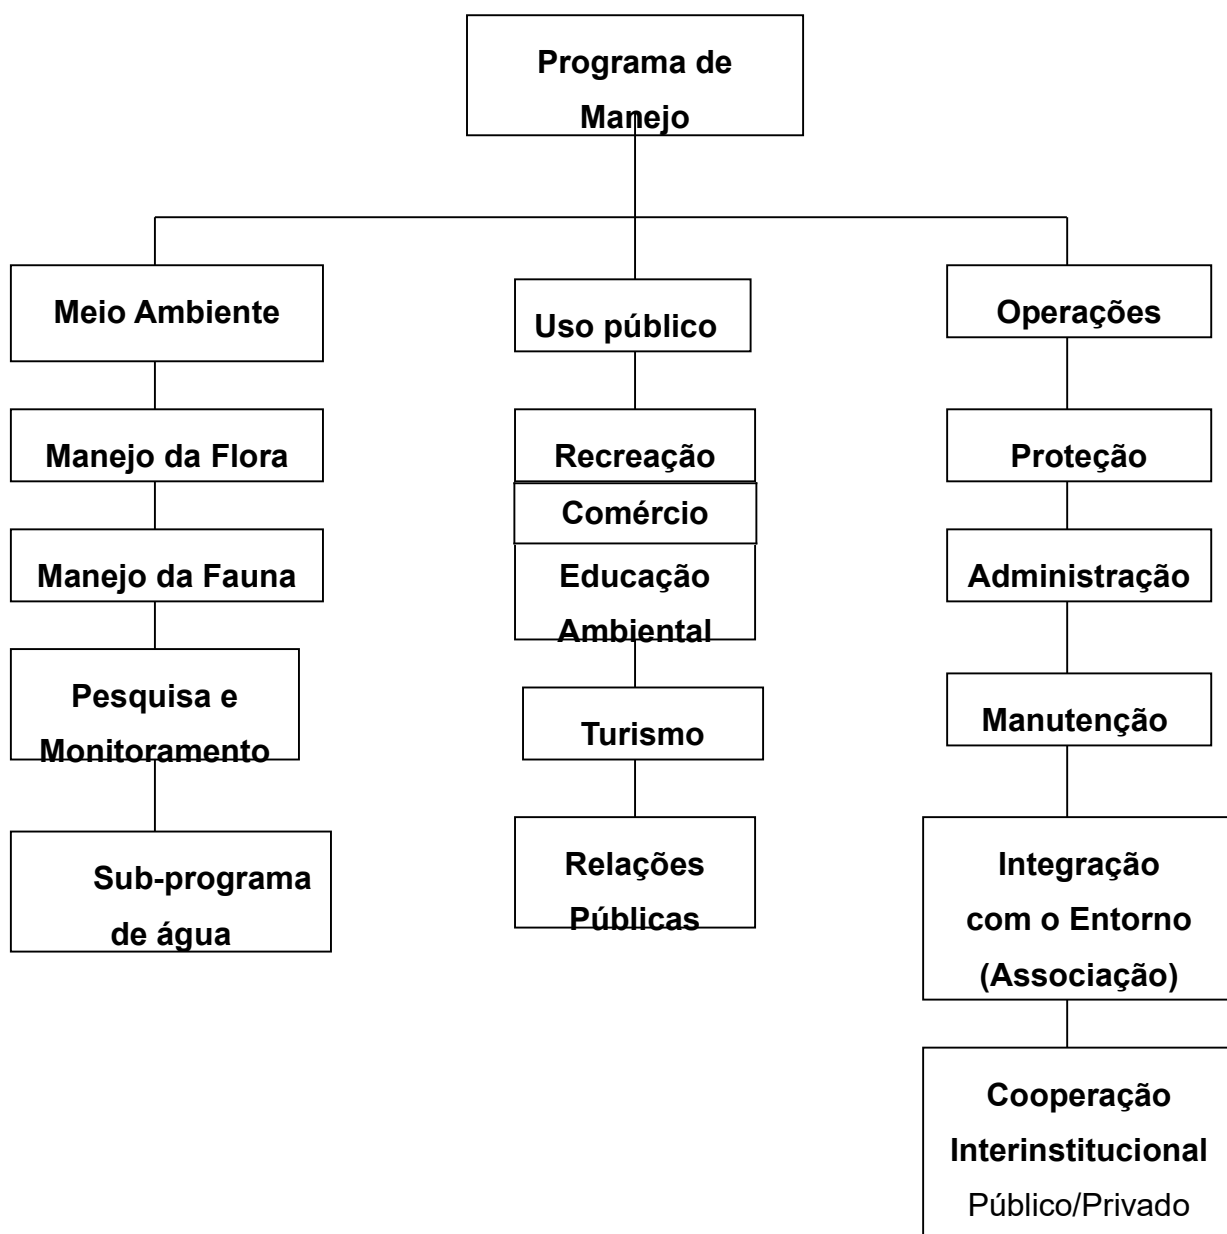 Programa de
Manejo
Meio Ambiente
Manejo da Flora
Manejo da Fauna
Pesquisa e
Monitoramento
Sub-programa
de água
Uso público
Recreação
Comércio
Educação
Ambiental
Turismo
Relações
Públicas
Operações
Proteção
Administração
Manutenção
Integração
com o Entorno
(Associação)
Cooperação
Interinstitucional
Público/Privado